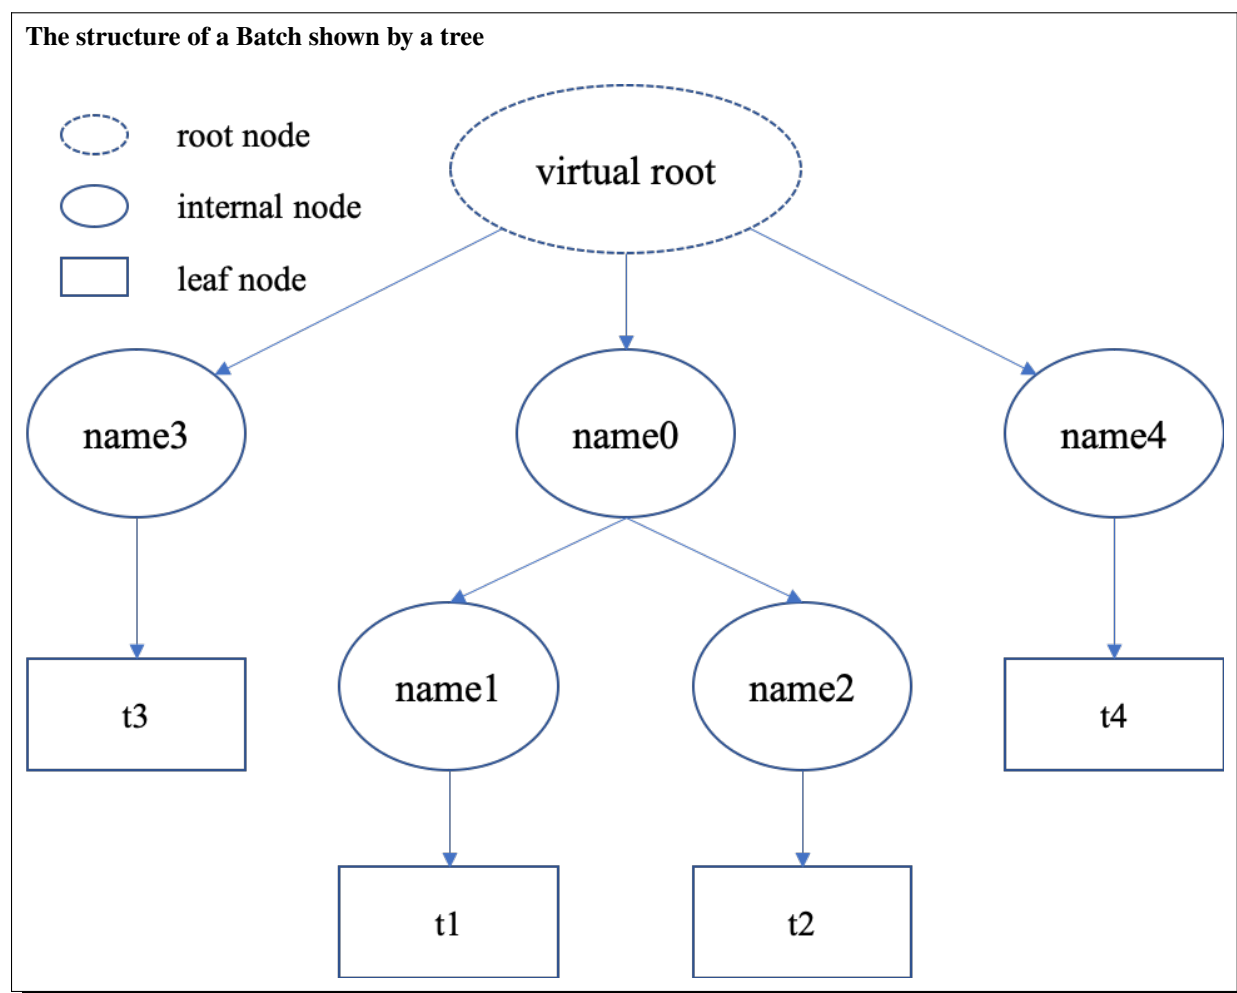 The structure of a Batch shown by a tree
root node
internal node
leaf node
virtual root
name3
name0
name4
name1
name2
t3
t4
t1
t2